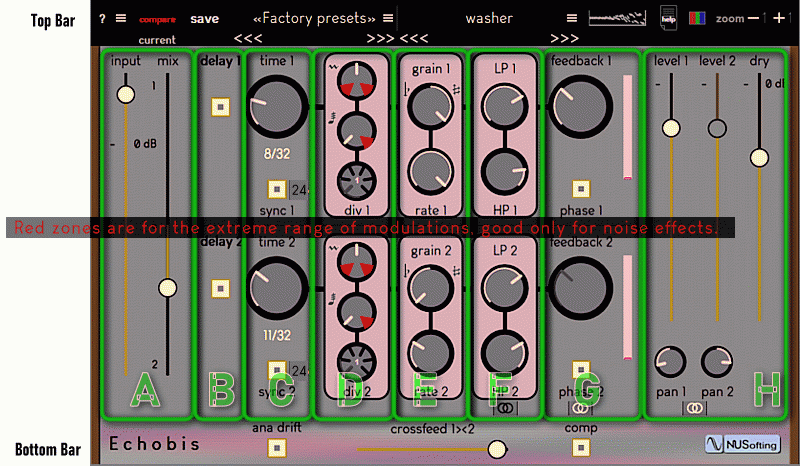 Top Bar
? compare save «Factory presets» washer help zoom - +
current <<< >>> <<< >>>
input mix delay 1 time 1 grain 1 LP 1 feedback 1 level 1 level 2 dry
1 - 0 dB
- 0 dB
8/32
24
1
sync 1 div 1 rate 1 HP 1 phase 1
Red zones are for the extreme range of modulations, good only for noise effects.
delay 2 time 2 grain 2 LP 2 feedback 2
11/32
24
1
2
sync 2 div 2 rate 2 HP 2 phase 2 pan 1 pan 2
A B C D E F G H
ana drift crossfeed 1><2 comp
Bottom Bar Echobis NUSofting